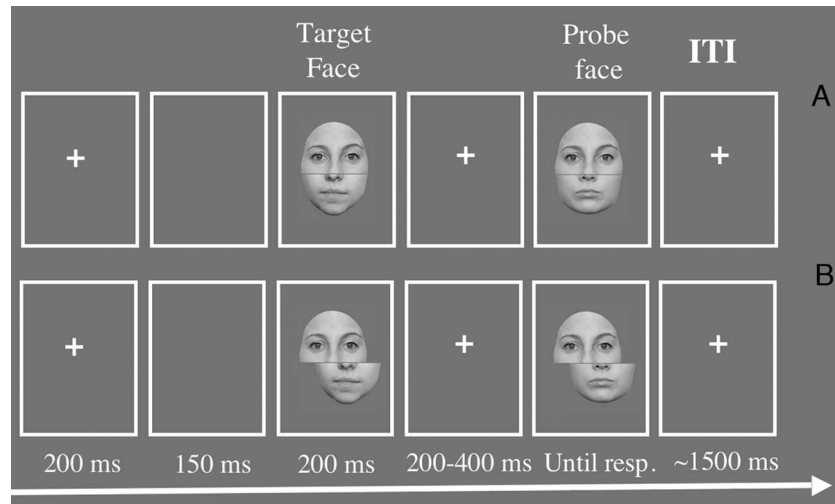 Target
Face
Probe
face
ITI
A
B
200 ms
150 ms
200 ms
200-400 ms
Until resp.
~1500 ms